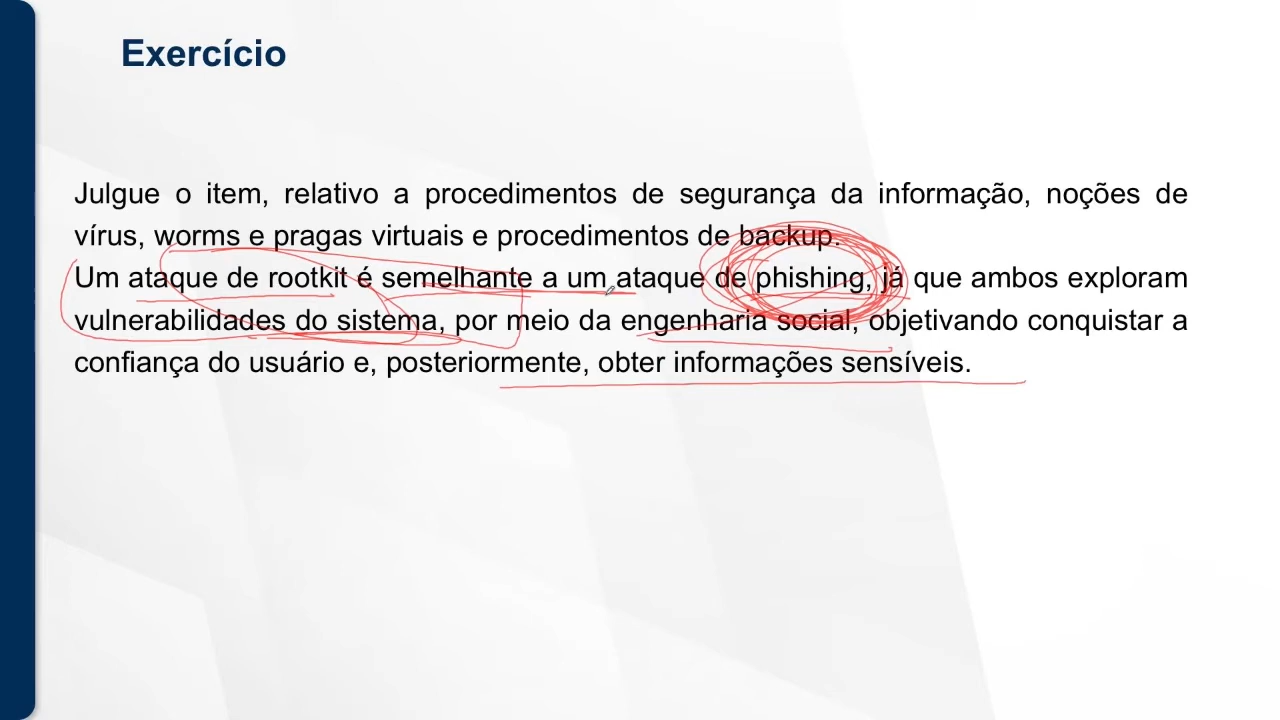 Exercício
Julgue o item, relativo a procedimentos de segurança da informação, noções de
vírus, worms e pragas virtuais e procedimentos de backup.
Um ataque de rootkit é semelhante a um ataque de phishing, já que ambos exploram
vulnerabilidades do sistema, por meio da engenharia social, objetivando conquistar a
confiança do usuário e, posteriormente, obter informações sensíveis.